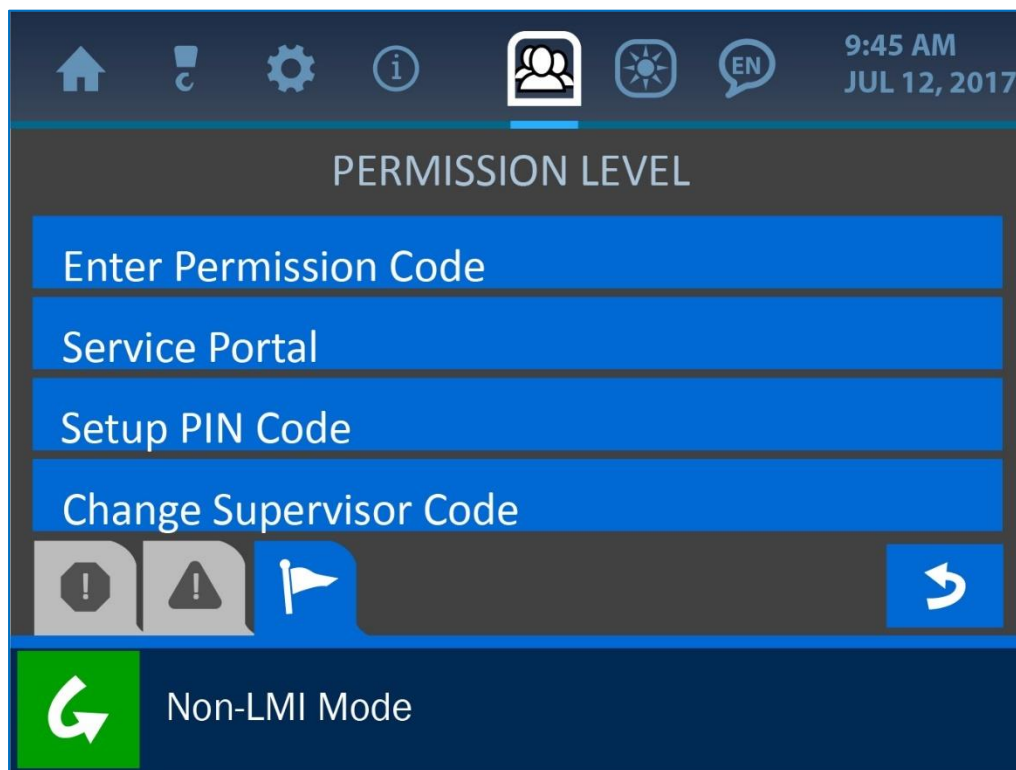 9:45 AM
EN
JUL 12, 2017
PERMISSION LEVEL
Enter Permission Code
Service Portal
Setup PIN Code
Change Supervisor Code
Non-LMI Mode